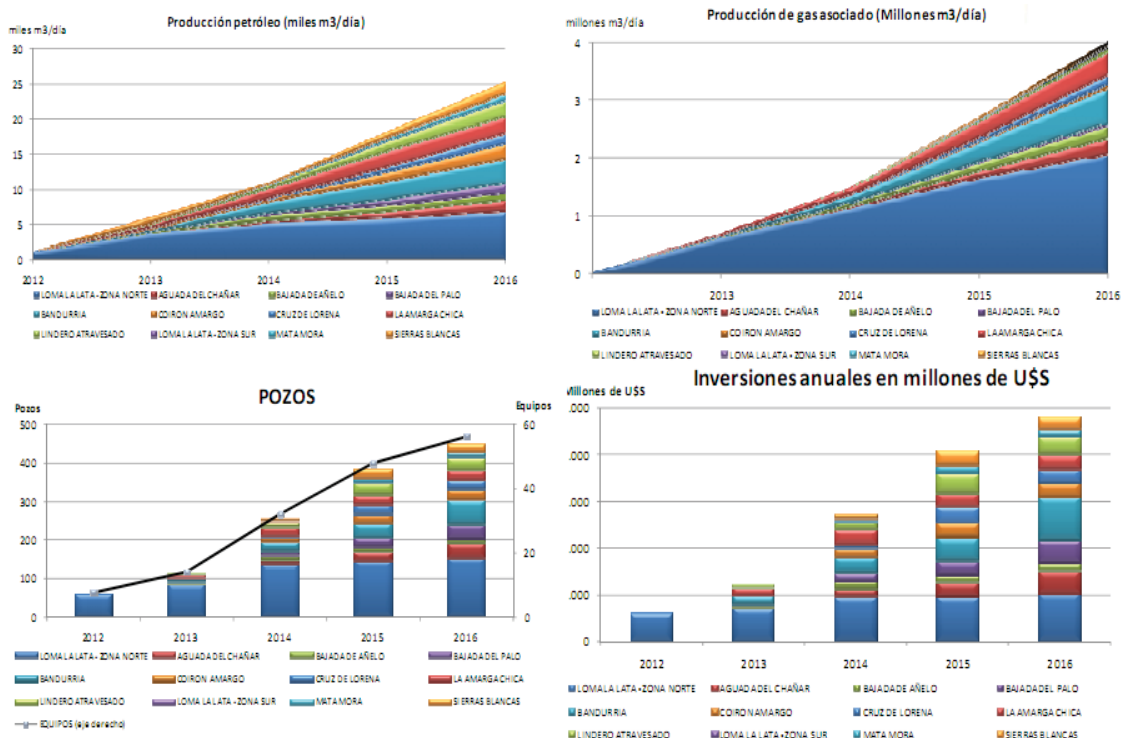 Producción petróleo (miles m3/día)
miles m3/día
30
25
20
15
10
5
0
2012 2013 2014 2015 2016
LOMA LA LATA - ZONA NORTE AGUADA DEL CHAÑAR BAJADA DE AÑELO BAJADA DEL PALO
BANDURRIA COIRON AMARGO CRUZ DE LORENA LA AMARGA CHICA
LINDERO ATRAVESADO LOMA LA LATA - ZONA SUR MATA MORA SIERRAS BLANCAS
Producción de gas asociado (Millones m3/día)
millones m3/día
4
3
2
1
0
2013 2014 2015 2016
LOMA LA LATA - ZONA NORTE AGUADA DEL CHAÑAR BAJADA DE AÑELO BAJADA DEL PALO
BANDURRIA COIRON AMARGO CRUZ DE LORENA LA AMARGA CHICA
LINDERO ATRAVESADO LOMA LA LATA - ZONA SUR MATA MORA SIERRAS BLANCAS
POZOS
Pozos Equipos
500 60
400
40
300
200
20
100
0 0
2012 2013 2014 2015 2016
LOMA LA LATA - ZONA NORTE AGUADA DEL CHAÑAR BAJADA DE AÑELO BAJADA DEL PALO
BANDURRIA COIRON AMARGO CRUZ DE LORENA LA AMARGA CHICA
LINDERO ATRAVESADO LOMA LA LATA - ZONA SUR MATA MORA SIERRAS BLANCAS
EQUIPOS (eje derecho)
Inversiones anuales en millones de U$S
Millones de U$S
.000
.000
.000
.000
.000
0
2012 2013 2014 2015 2016
LOMA LA LATA - ZONA NORTE AGUADA DEL CHAÑAR BAJADA DE AÑELO BAJADA DEL PALO
BANDURRIA COIRON AMARGO CRUZ DE LORENA LA AMARGA CHICA
LINDERO ATRAVESADO LOMA LA LATA - ZONA SUR MATA MORA SIERRAS BLANCAS